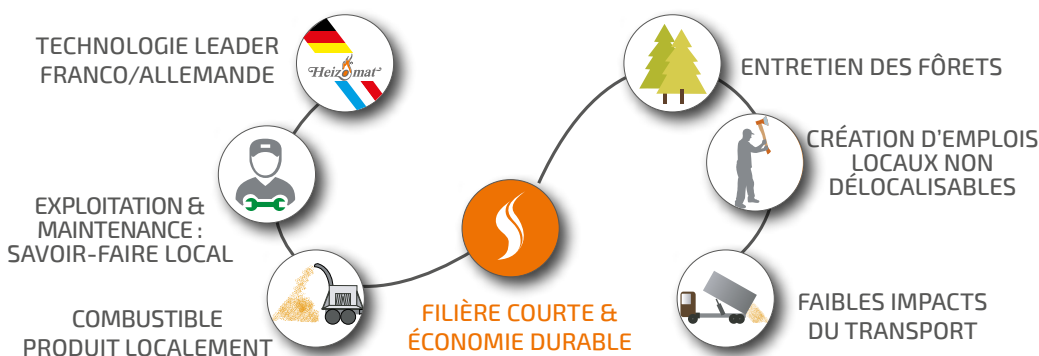 TECHNOLOGIE LEADER
FRANCO/ALLEMANDE
Heizomat
EXPLOITATION &
MAINTENANCE :
SAVOIR-FAIRE LOCAL
COMBUSTIBLE
PRODUIT LOCALEMENT
FILIÈRE COURTE &
ÉCONOMIE DURABLE
ENTRETIEN DES FÔRETS
CRÉATION D'EMPLOIS
LOCAUX NON
DÉLOCALISABLES
FAIBLES IMPACTS
DU TRANSPORT